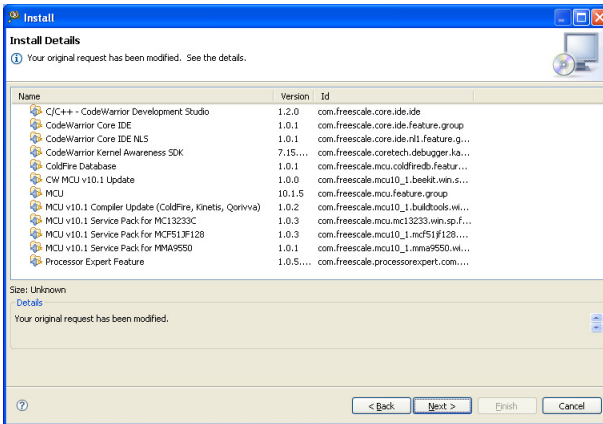 Install
Install Details
Your original request has been modified. See the details.
Name Version Id
C/C++ - CodeWarrior Development Studio 1.2.0 com.freescale.core.ide.ide
CodeWarrior Core IDE 1.0.1 com.freescale.core.ide.feature.group
CodeWarrior Core IDE NLS 1.0.1 com.freescale.core.ide.nl1.feature.g...
CodeWarrior Kernel Awareness SDK 7.15.... com.freescale.coretech.debugger.ka...
ColdFire Database 1.0.1 com.freescale.mcu.coldfiredb.featur...
CW MCU v10.1 Update 1.0.0 com.freescale.mcu10_1.beekit.win.s...
MCU 10.1.5 com.freescale.mcu.feature.group
MCU v10.1 Compiler Update (ColdFire, Kinetis, Qorivva) 1.0.2 com.freescale.mcu10_1.buildtools.wi...
MCU v10.1 Service Pack for MC13233C 1.0.3 com.freescale.mcu.mc13233.win.sp.f...
MCU v10.1 Service Pack for MCF51JF128 1.0.3 com.freescale.mcu10_1.mcf51jf128....
MCU v10.1 Service Pack for MMA9550 1.0.1 com.freescale.mcu10_1.mma9550.wi...
Processor Expert Feature 1.0.5.... com.freescale.processorexpert.com....
Size: Unknown
Details
Your original request has been modified.
< Back Next > Finish Cancel